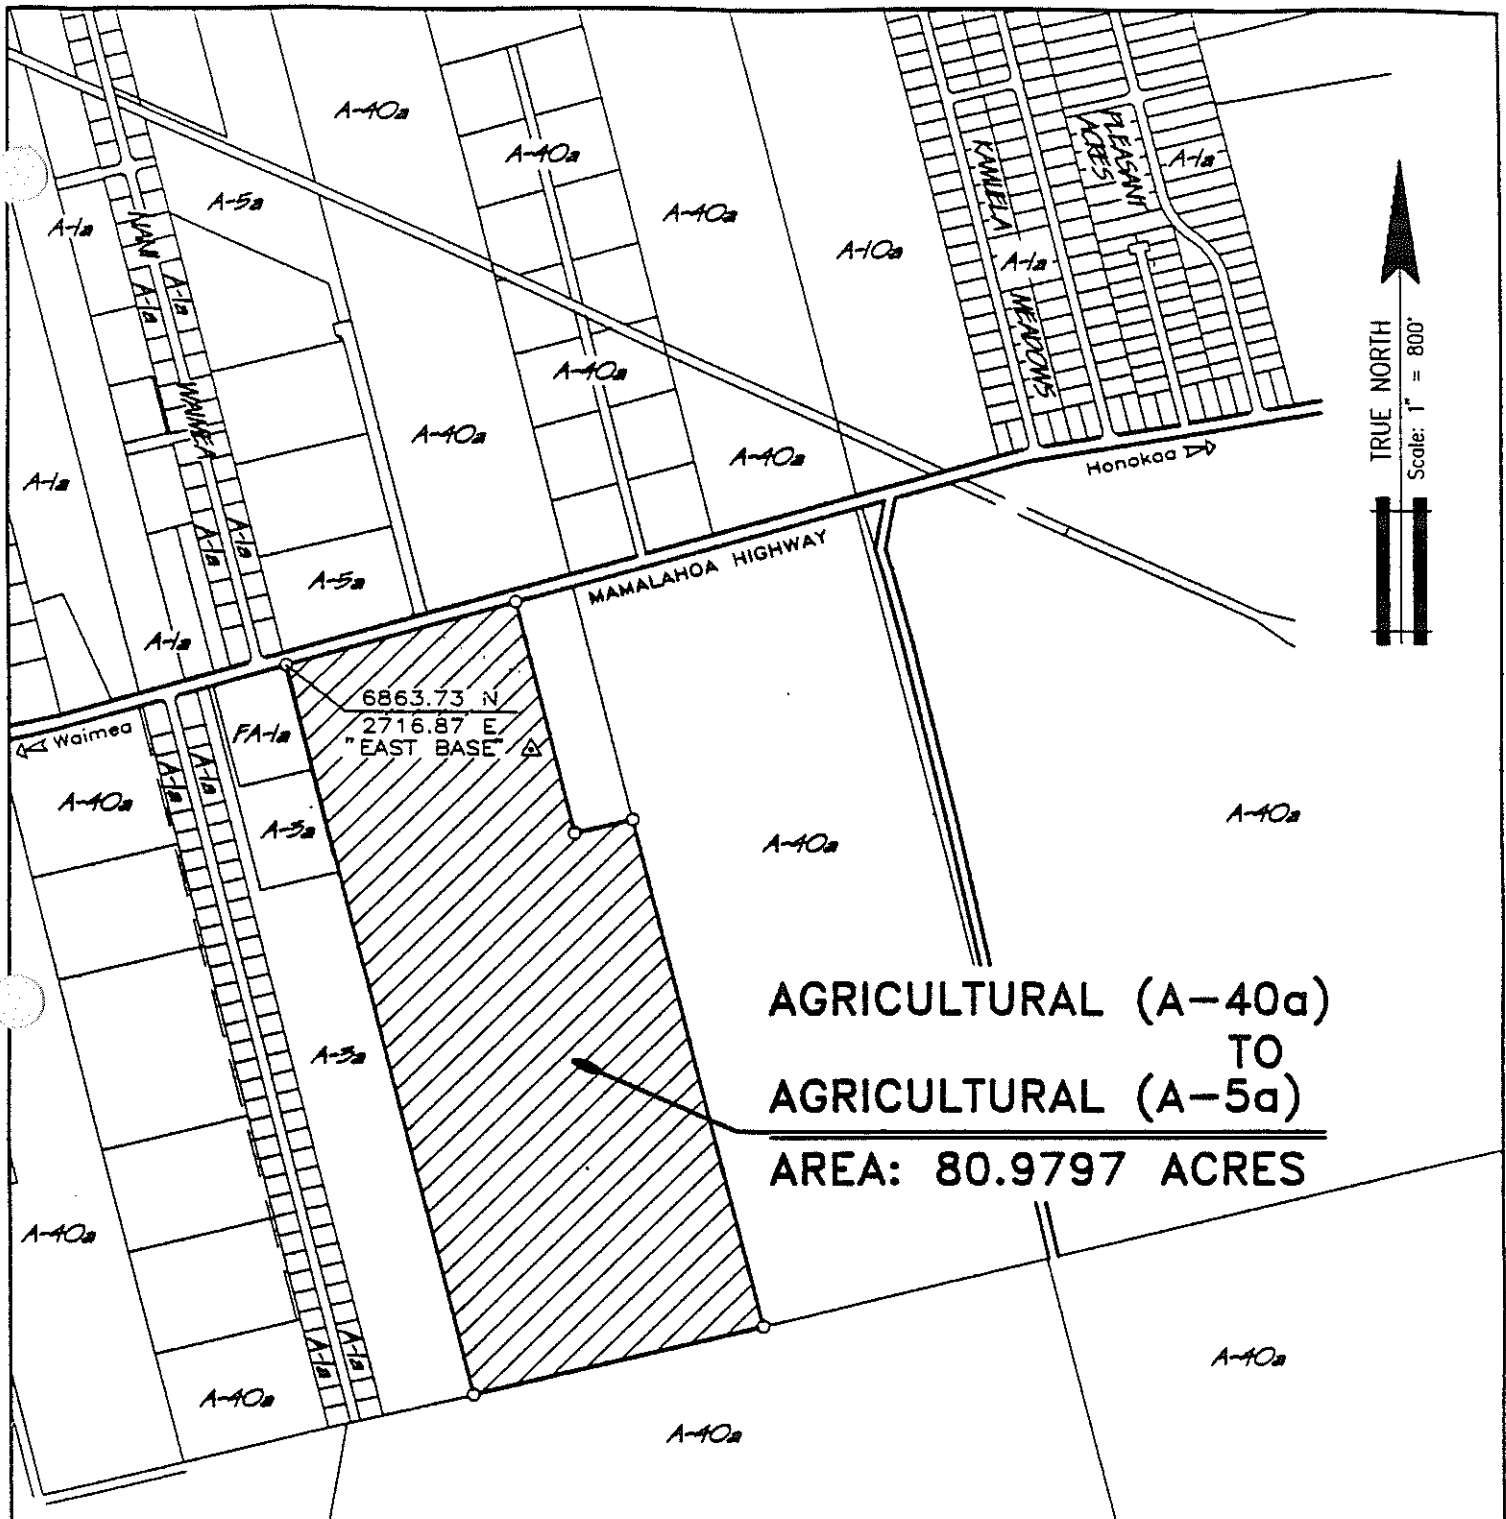 A-40a
A-40a
A-1a
A-5a
A-1a
A-40a
A-10a
PLEASANT
ACRES
KAMUELA
MEADOWS
A-1a
NANI
WAIMEA
A-1a
A-1a
A-40a
A-40a
A-40a
A-1a
A-1a
A-1a
A-5a
A-1a
Honokaa
MAMALAHOA HIGHWAY
TRUE NORTH
Scale: 1" = 800'
6863.73 N
2716.87 E
"EAST BASE"
Waimea
FA-1a
A-1a
A-1a
A-40a
A-3a
A-40a
A-40a
A-3a
AGRICULTURAL (A-40a)
TO
AGRICULTURAL (A-5a)
AREA: 80.9797 ACRES
A-40a
A-1a
A-1a
A-40a
A-40a
A-40a